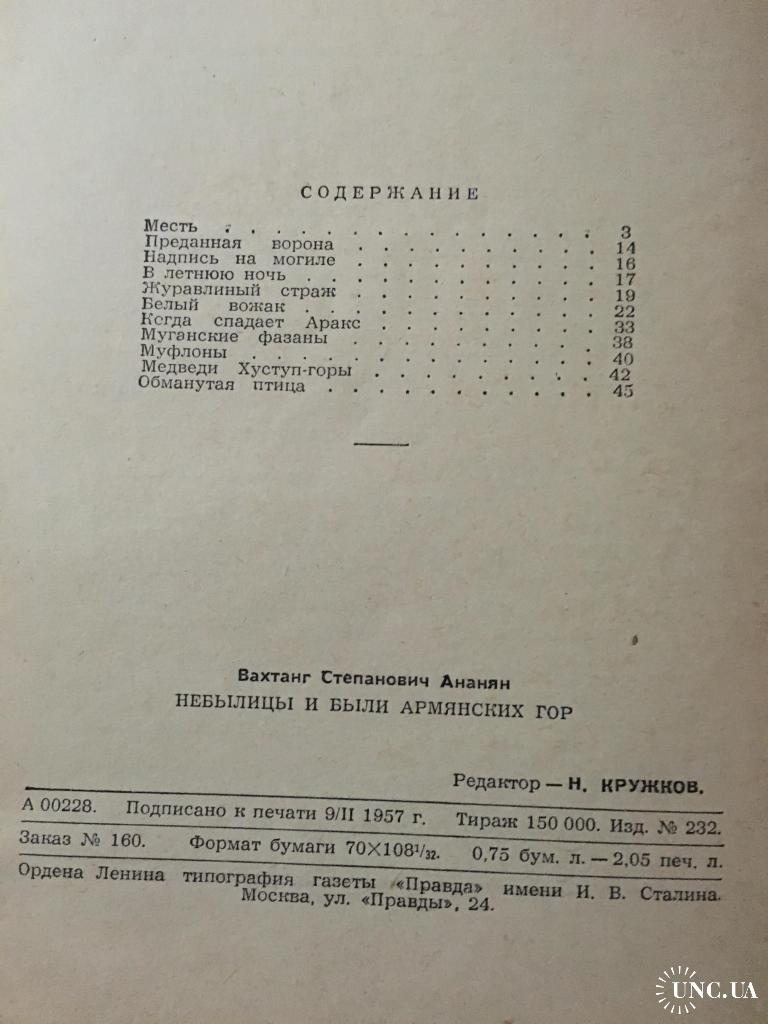 СОДЕРЖАНИЕ
Месть . . . . . . . . . . . . . . . 3
Преданная ворона . . . . . . . . . . 14
Надпись на могиле . . . . . . . . . . 16
В летнюю ночь . . . . . . . . . . . 17
Журавлиный страж . . . . . . . . . . 19
Белый вожак . . . . . . . . . . . . 22
Когда спадает Аракс . . . . . . . . . 33
Муганские фазаны . . . . . . . . . . 38
Муфлоны . . . . . . . . . . . . . . 40
Медведи Хуступ-горы . . . . . . . . . 42
Обманутая птица . . . . . . . . . . . 45
Вахтанг Степанович Ананян
НЕБЫЛИЦЫ И БЫЛИ АРМЯНСКИХ ГОР
Редактор — Н. КРУЖКОВ.
А 00228. Подписано к печати 9/II 1957 г. Тираж 150 000. Изд. № 232.
Заказ № 160. Формат бумаги 70×108¹/₃₂. 0,75 бум. л. — 2,05 печ. л.
Ордена Ленина типография газеты «Правда» имени И. В. Сталина.
Москва, ул. «Правды», 24.
UNC.UA